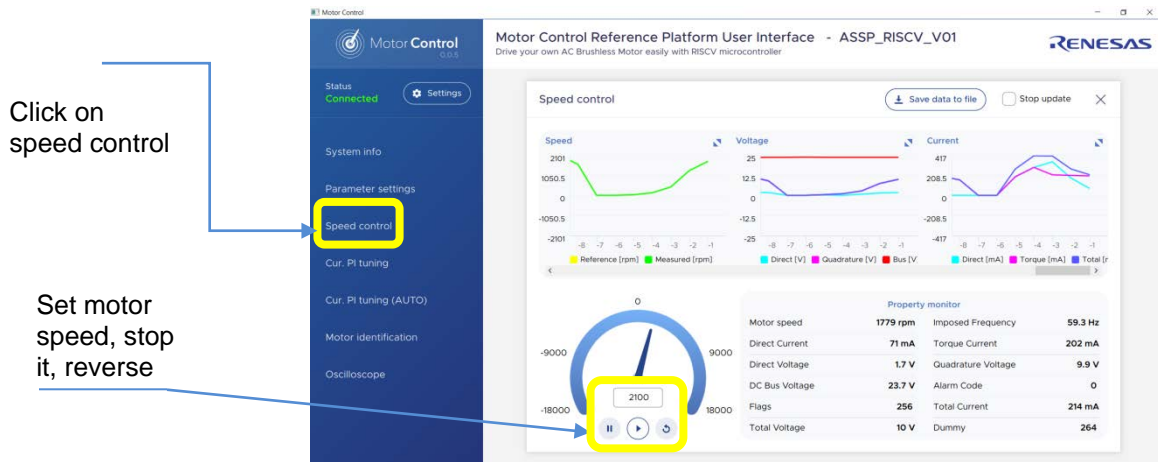 Motor Control
Click on
speed control
Set motor
speed, stop
it, reverse
Motor Control
0.0.5
Status
Connected
Settings
System info
Parameter settings
Speed control
Cur. PI tuning
Cur. PI tuning (AUTO)
Motor identification
Oscilloscope
Motor Control Reference Platform User Interface - ASSP_RISCV_V01
Drive your own AC Brushless Motor easily with RISCV microcontroller
RENESAS
Speed control
Save data to file
Stop update
Speed
2101
1050.5
0
-1050.5
-2101
-8 -7 -6 -5 -4 -3 -2 -1
Reference [rpm] Measured [rpm]
Voltage
25
12.5
0
-12.5
-25
-8 -7 -6 -5 -4 -3 -2 -1
Direct [V] Quadrature [V] Bus [V
Current
417
208.5
0
-208.5
-417
-8 -7 -6 -5 -4 -3 -2 -1
Direct [mA] Torque [mA] Total [r
0
-9000 9000
-18000 18000
2100
Property monitor
Motor speed 1779 rpm Imposed Frequency 59.3 Hz
Direct Current 71 mA Torque Current 202 mA
Direct Voltage 1.7 V Quadrature Voltage 9.9 V
DC Bus Voltage 23.7 V Alarm Code 0
Flags 256 Total Current 214 mA
Total Voltage 10 V Dummy 264